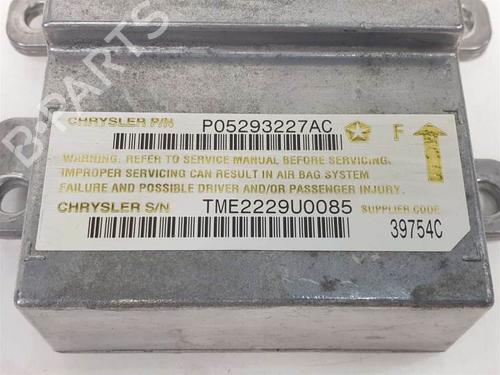 B-PARTS
CHRYSLER P/N P05293227AC
F
WARNING. REFER TO SERVICE MANUAL BEFORE SERVICING.
IMPROPER SERVICING CAN RESULT IN AIR BAG SYSTEM
FAILURE AND POSSIBLE DRIVER AND/OR PASSENGER INJURY.
CHRYSLER S/N TME2229U0085 SUPPLIER CODE
39754C